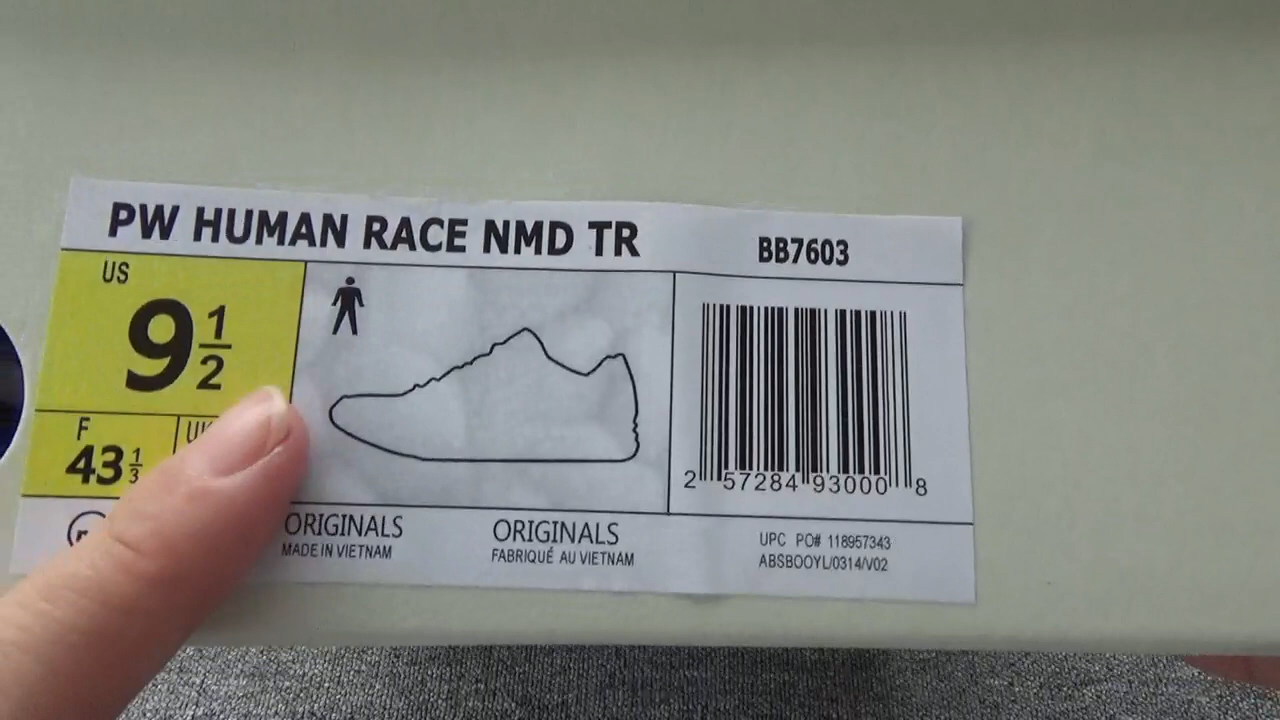 PW HUMAN RACE NMD TR
BB7603
US
9 1/2
F
43 1/3
2 57284 93000 8
ORIGINALS
MADE IN VIETNAM
ORIGINALS
FABRIQUÉ AU VIETNAM
UPC PO# 118957343
ABSBOOYL/0314/V02